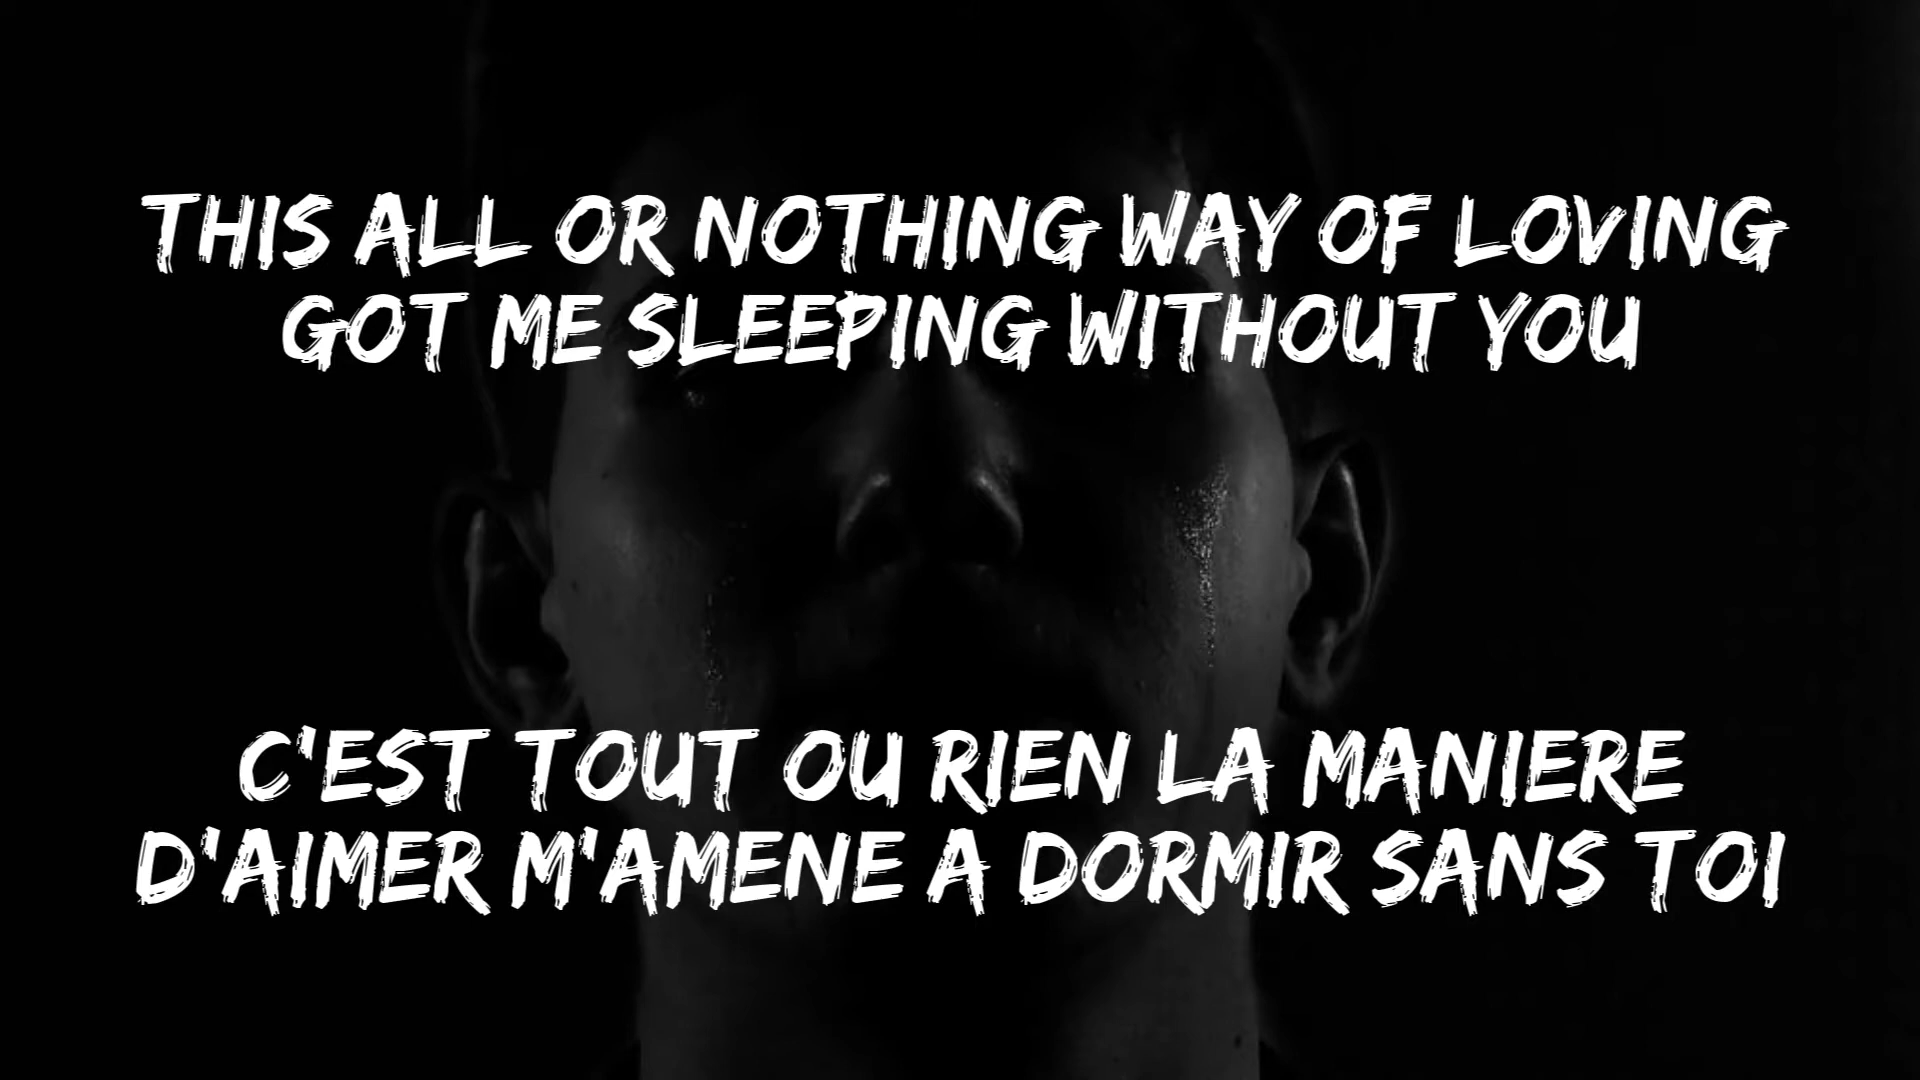 THIS ALL OR NOTHING WAY OF LOVING
GOT ME SLEEPING WITHOUT YOU
C'EST TOUT OU RIEN LA MANIERE
D'AIMER M'AMENE A DORMIR SANS TOI